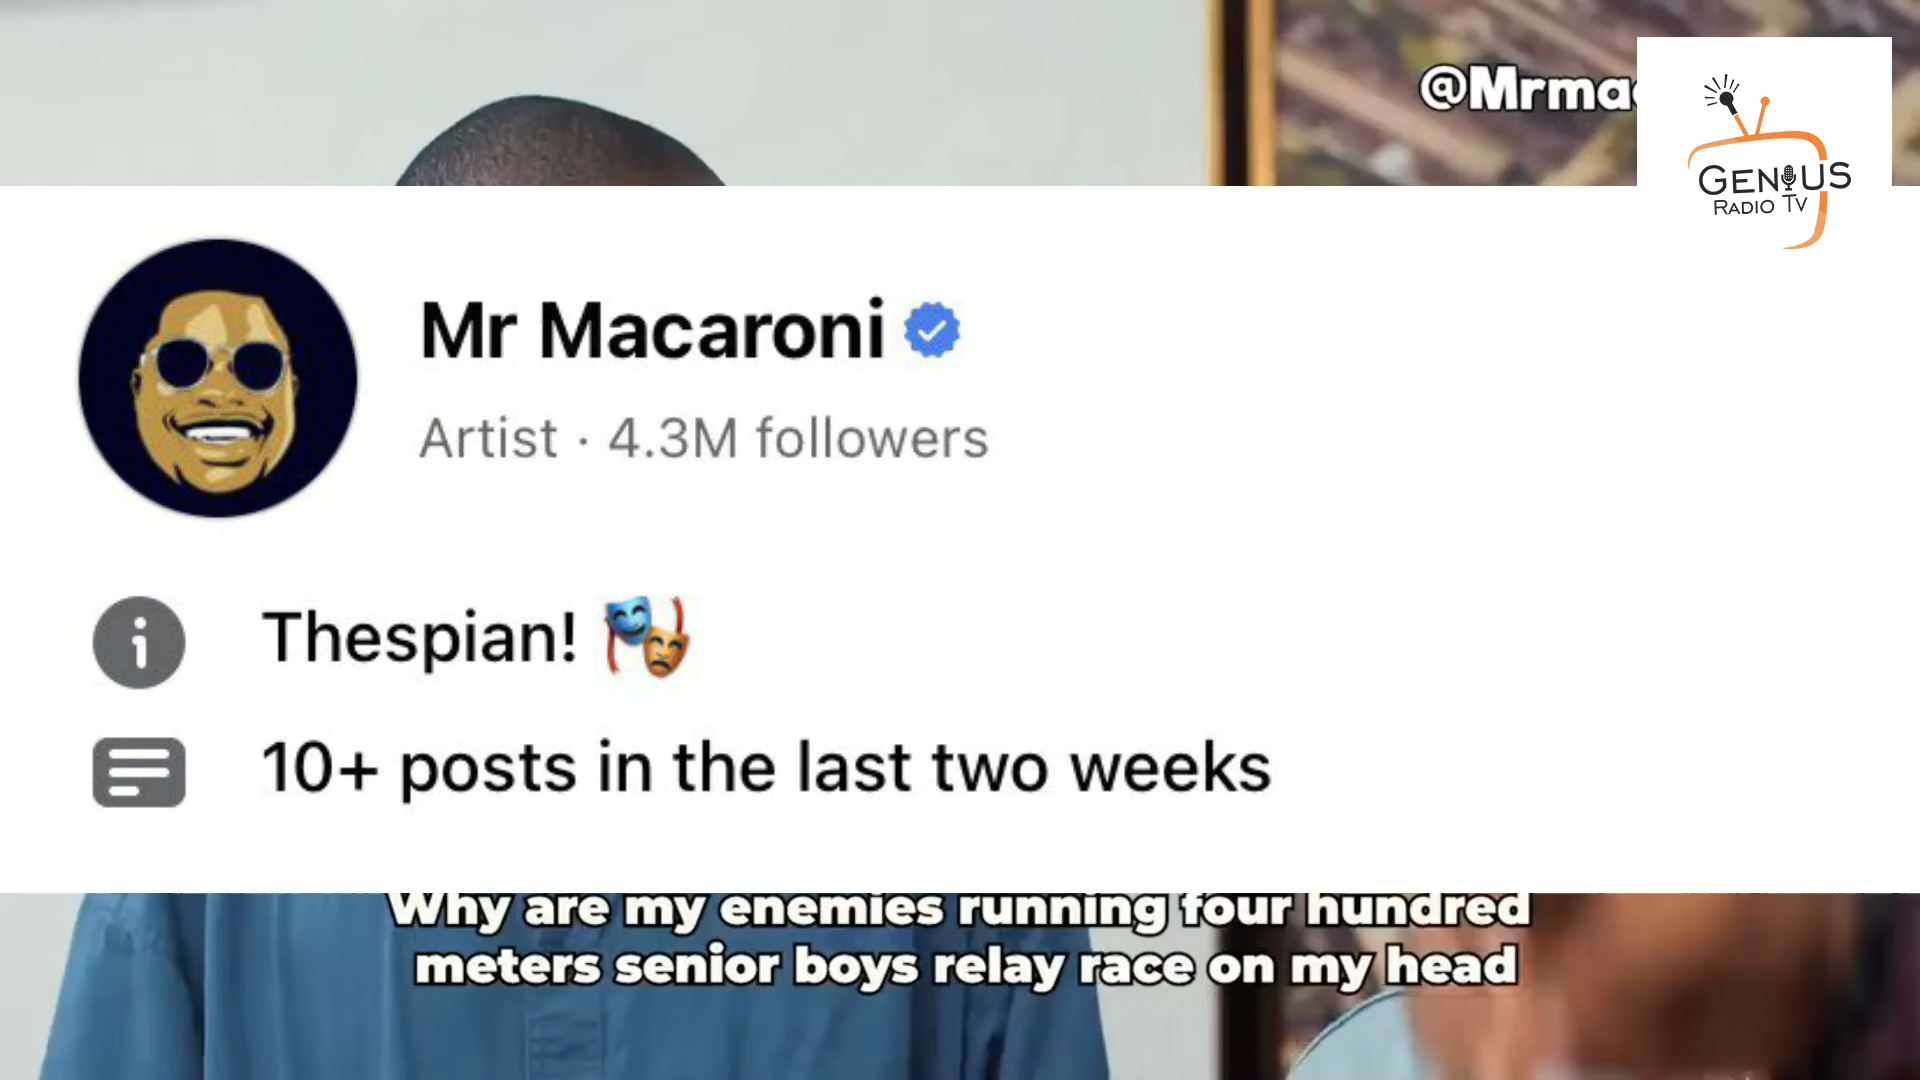 @Mrma
GENIUS
RADIO TV
Mr Macaroni
Artist · 4.3M followers
Thespian! 🎭
10+ posts in the last two weeks
Why are my enemies running four hundred
meters senior boys relay race on my head